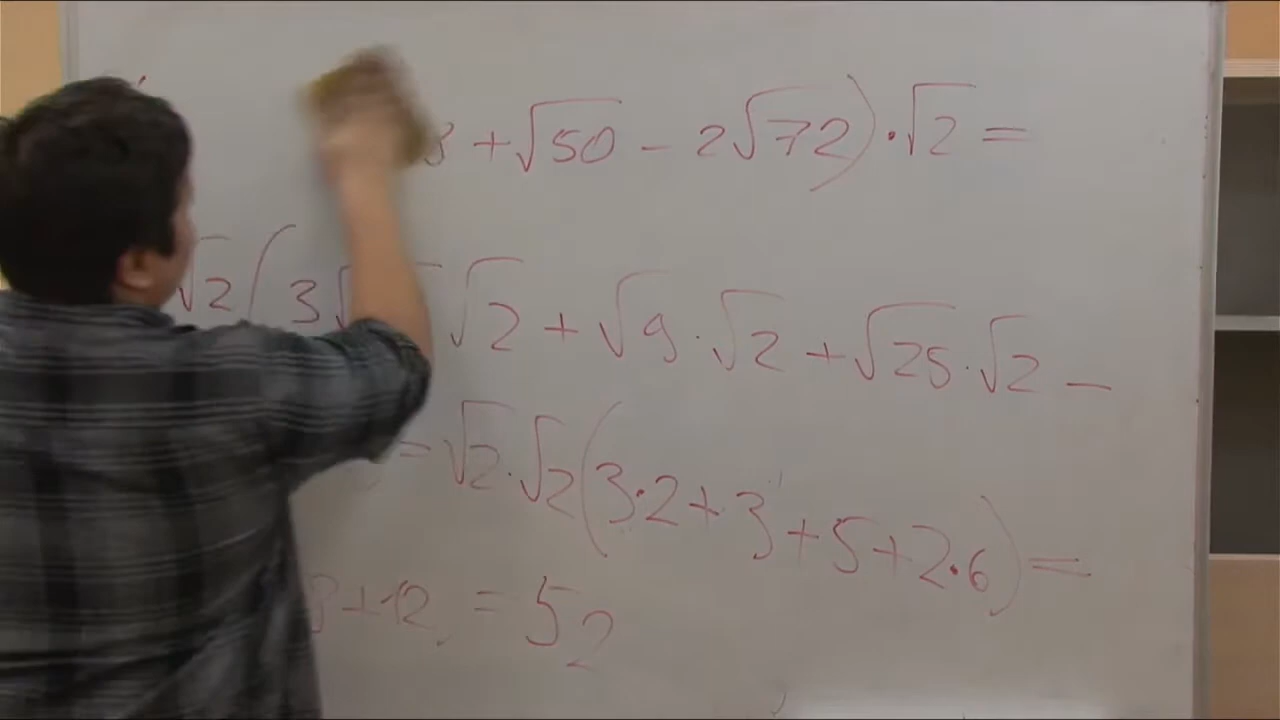 8 + √50 - 2√72) · √2 =
√2 (3√ √2 + √9 · √2 + √25 · √2 -
= √2 · √2 (3·2 + 3 + 5 + 2·6) =
8 + 12 = 52